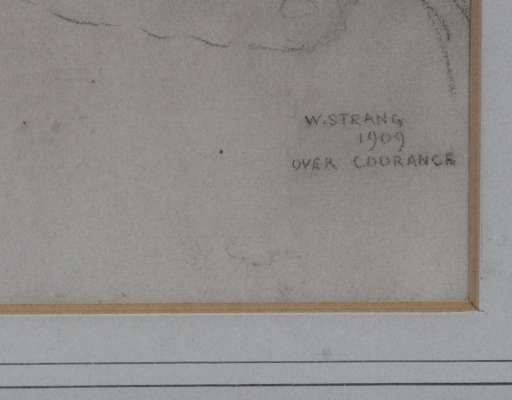 W. STRANG
1909
OVER COURANCE